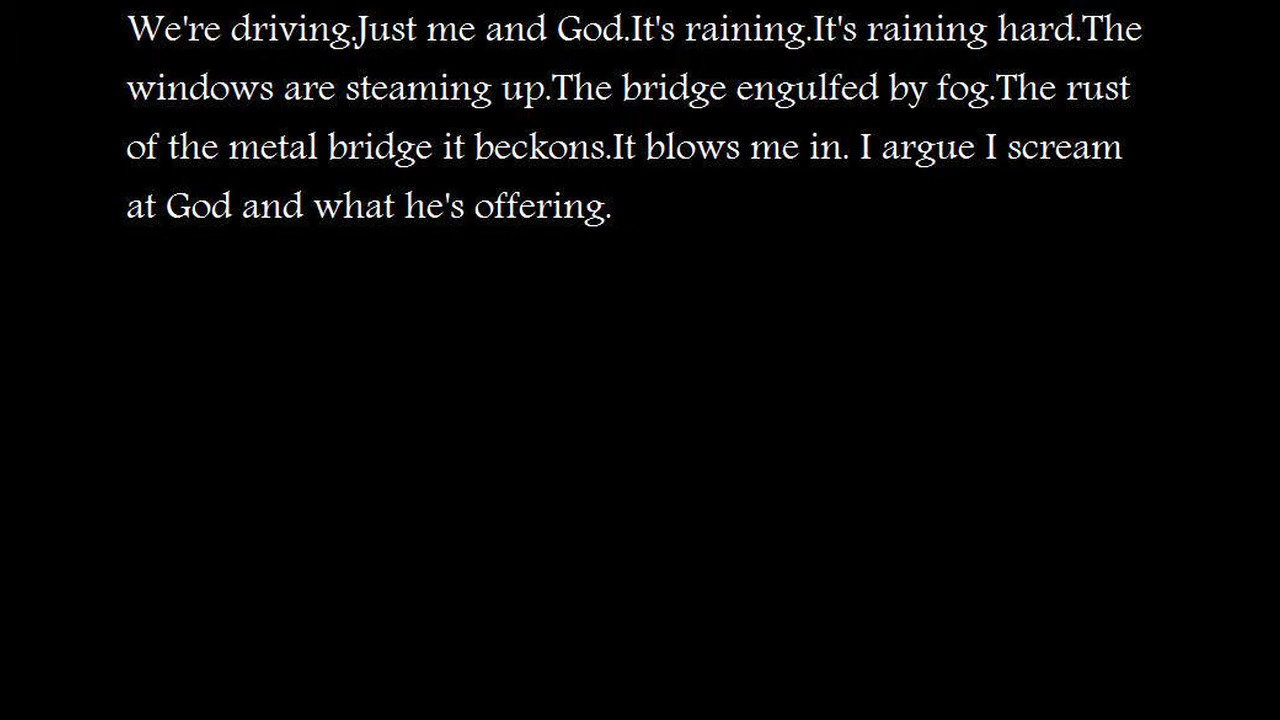 We're driving.Just me and God.It's raining.It's raining hard.The
windows are steaming up.The bridge engulfed by fog.The rust
of the metal bridge it beckons.It blows me in. I argue I scream
at God and what he's offering.